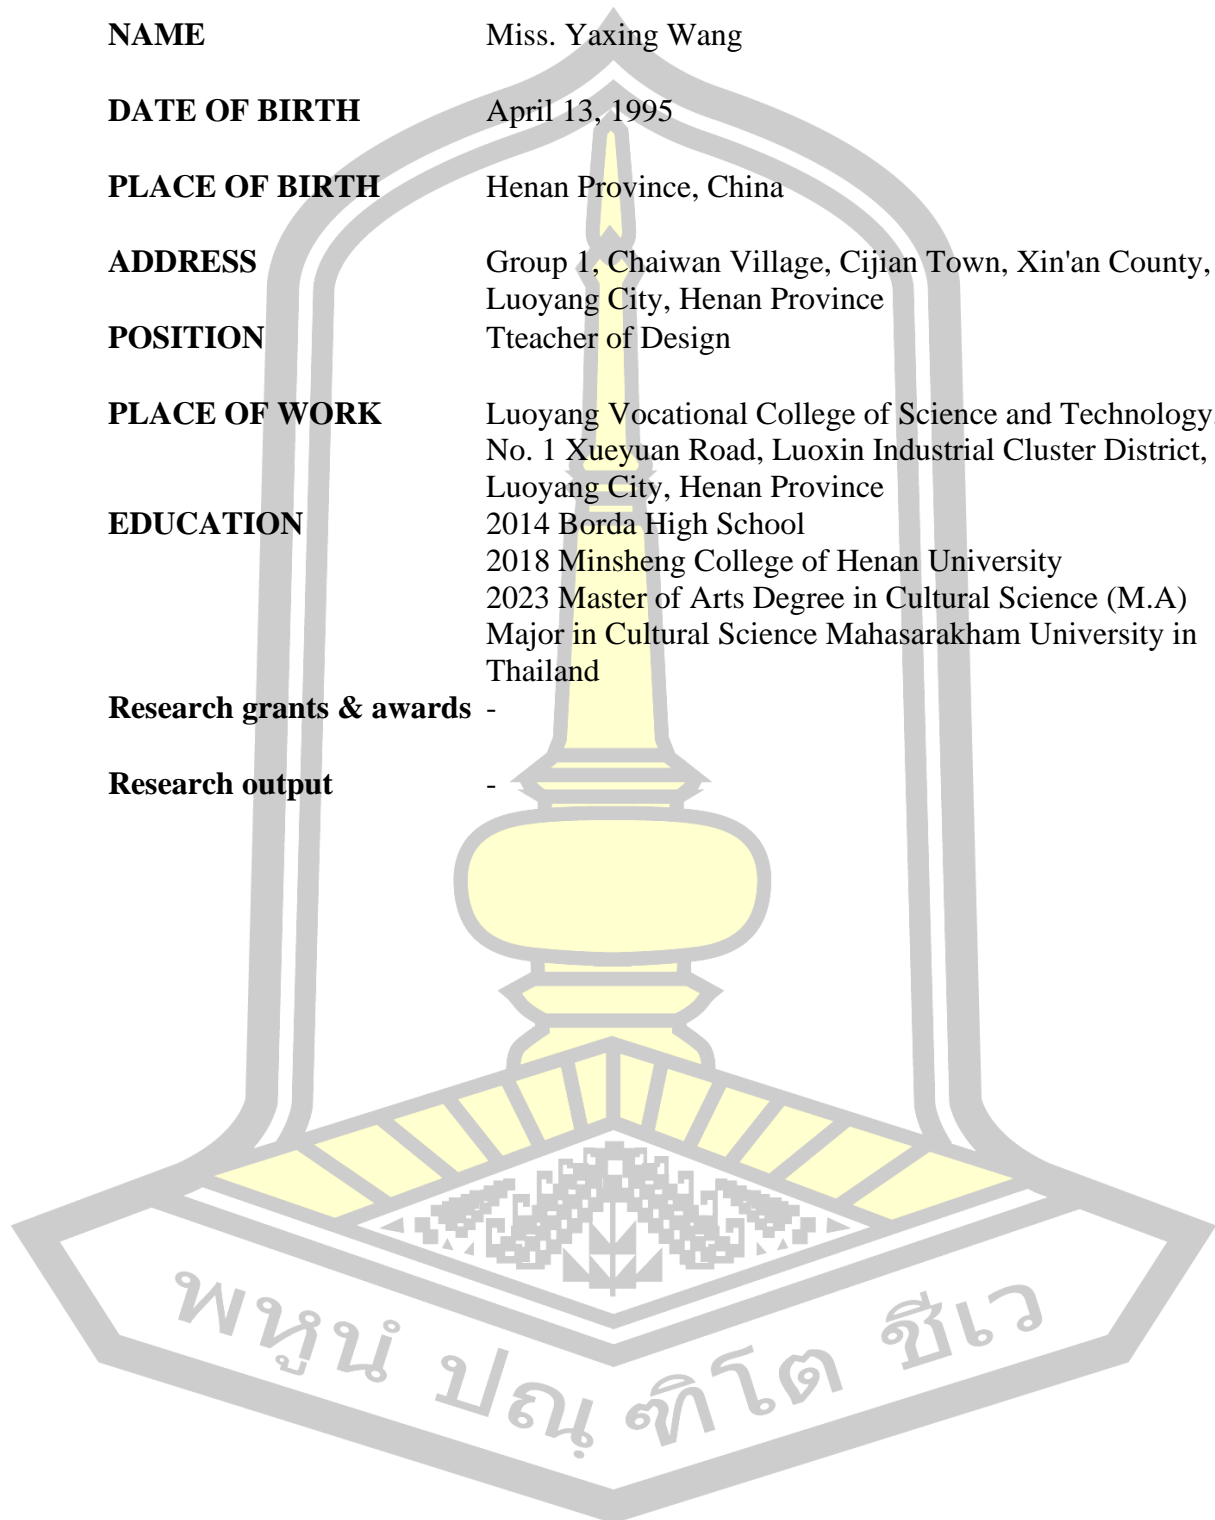 NAME Miss. Yaxing Wang
DATE OF BIRTH April 13, 1995
PLACE OF BIRTH Henan Province, China
ADDRESS Group 1, Chaiwan Village, Cijian Town, Xin'an County,
Luoyang City, Henan Province
POSITION Tteacher of Design
PLACE OF WORK Luoyang Vocational College of Science and Technology.
No. 1 Xueyuan Road, Luoxin Industrial Cluster District,
Luoyang City, Henan Province
EDUCATION 2014 Borda High School
2018 Minsheng College of Henan University
2023 Master of Arts Degree in Cultural Science (M.A)
Major in Cultural Science Mahasarakham University in
Thailand
Research grants & awards -
Research output -
พหูนํ ปณฺฑิโต ชีเว